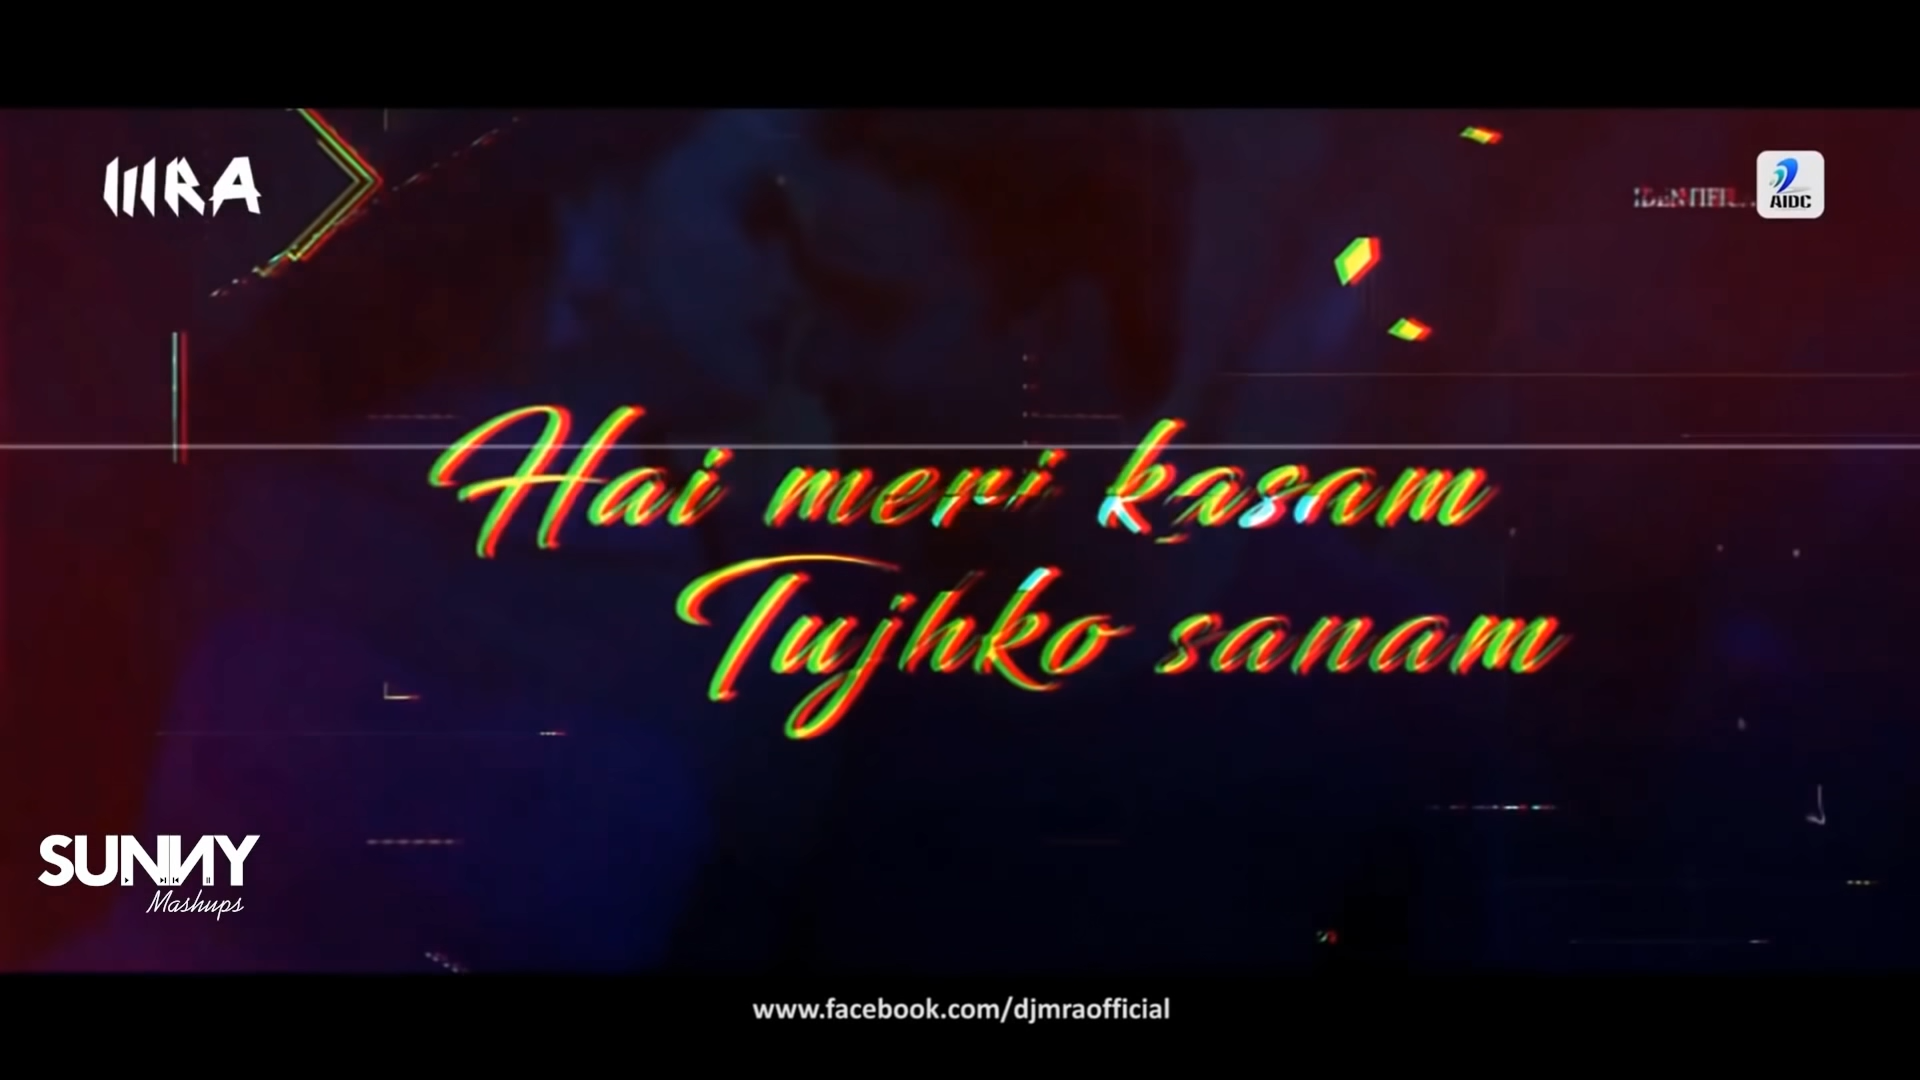 MRA
AIDC
Hai meri kasam
Tujhko sanam
SUNNY
Mashups
www.facebook.com/djmraofficial